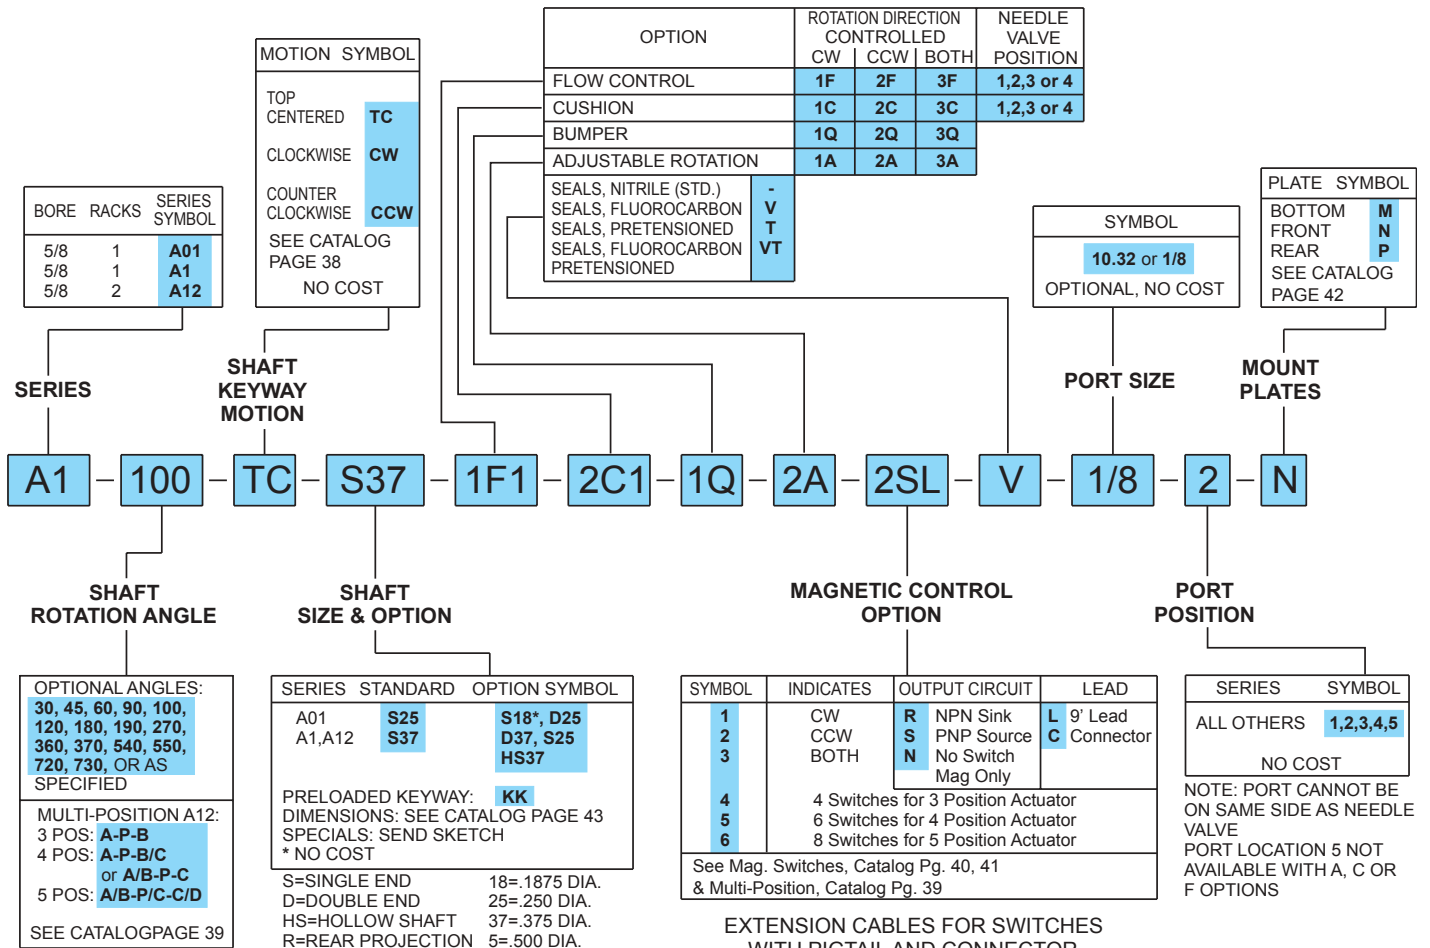 OPTION
ROTATION DIRECTION
CONTROLLED
CW CCW BOTH
NEEDLE
VALVE
POSITION
FLOW CONTROL 1F 2F 3F 1,2,3 or 4
CUSHION 1C 2C 3C 1,2,3 or 4
BUMPER 1Q 2Q 3Q
ADJUSTABLE ROTATION 1A 2A 3A
SEALS, NITRILE (STD.) -
SEALS, FLUOROCARBON V
SEALS, PRETENSIONED T
SEALS, FLUOROCARBON VT
PRETENSIONED
MOTION SYMBOL
TOP
CENTERED TC
CLOCKWISE CW
COUNTER
CLOCKWISE CCW
SEE CATALOG
PAGE 38
NO COST
BORE RACKS SERIES
SYMBOL
5/8 1 A01
5/8 1 A1
5/8 2 A12
SYMBOL
10.32 or 1/8
OPTIONAL, NO COST
PLATE SYMBOL
BOTTOM M
FRONT N
REAR P
SEE CATALOG
PAGE 42
SERIES
SHAFT
KEYWAY
MOTION
PORT SIZE
MOUNT
PLATES
A1 – 100 – TC – S37 – 1F1 – 2C1 – 1Q – 2A – 2SL – V – 1/8 – 2 – N
SHAFT
ROTATION ANGLE
SHAFT
SIZE & OPTION
MAGNETIC CONTROL
OPTION
PORT
POSITION
OPTIONAL ANGLES:
30, 45, 60, 90, 100,
120, 180, 190, 270,
360, 370, 540, 550,
720, 730, OR AS
SPECIFIED
MULTI-POSITION A12:
3 POS: A-P-B
4 POS: A-P-B/C
or A/B-P-C
5 POS: A/B-P/C-C/D
SEE CATALOGPAGE 39
SERIES STANDARD OPTION SYMBOL
A01 S25 S18*, D25
A1,A12 S37 D37, S25
HS37
PRELOADED KEYWAY: KK
DIMENSIONS: SEE CATALOG PAGE 43
SPECIALS: SEND SKETCH
* NO COST
S=SINGLE END 18=.1875 DIA.
D=DOUBLE END 25=.250 DIA.
HS=HOLLOW SHAFT 37=.375 DIA.
R=REAR PROJECTION 5=.500 DIA.
SYMBOL INDICATES OUTPUT CIRCUIT LEAD
1 CW R NPN Sink L 9' Lead
2 CCW S PNP Source C Connector
3 BOTH N No Switch
Mag Only
4 4 Switches for 3 Position Actuator
5 6 Switches for 4 Position Actuator
6 8 Switches for 5 Position Actuator
See Mag. Switches, Catalog Pg. 40, 41
& Multi-Position, Catalog Pg. 39
EXTENSION CABLES FOR SWITCHES
WITH PIGTAIL AND CONNECTOR
SERIES SYMBOL
ALL OTHERS 1,2,3,4,5
NO COST
NOTE: PORT CANNOT BE
ON SAME SIDE AS NEEDLE
VALVE
PORT LOCATION 5 NOT
AVAILABLE WITH A, C OR
F OPTIONS